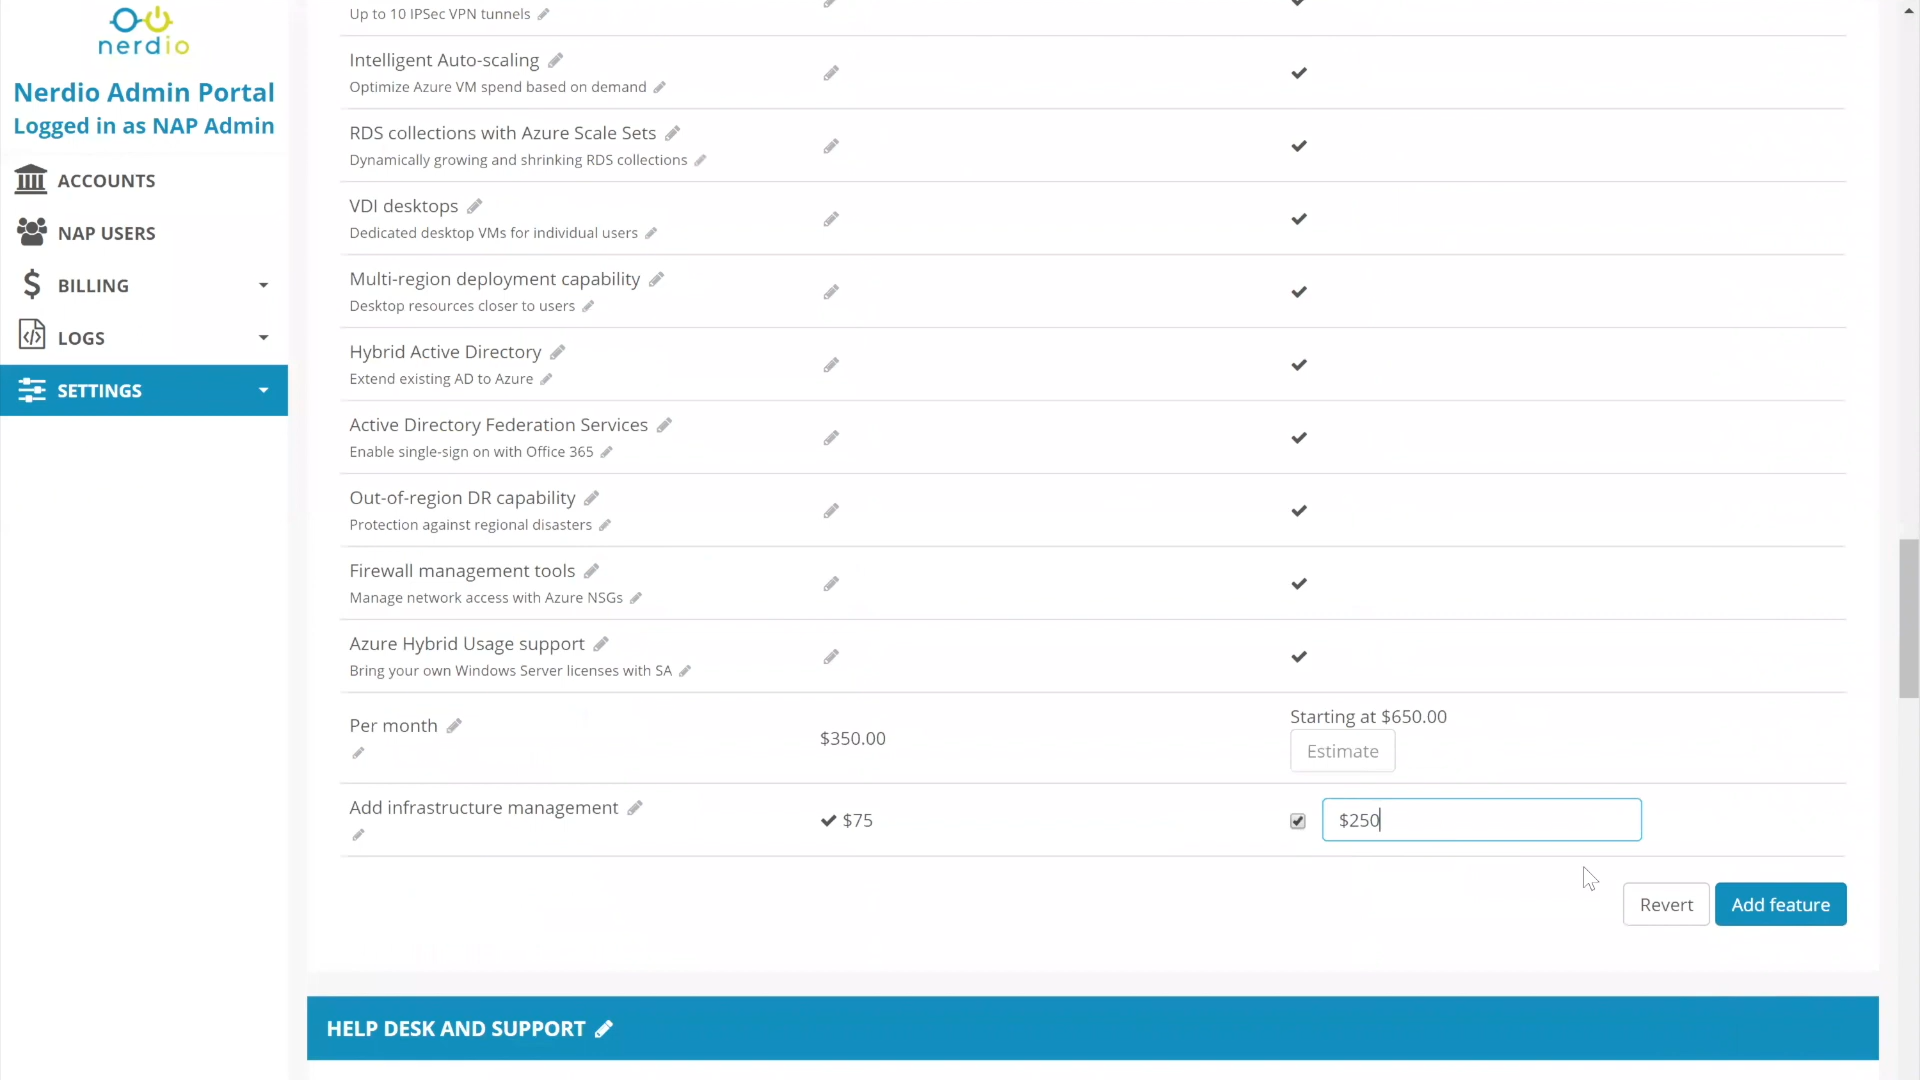 nerdio
Nerdio Admin Portal
Logged in as NAP Admin
ACCOUNTS
NAP USERS
BILLING
LOGS
SETTINGS
Up to 10 IPSec VPN tunnels
Intelligent Auto-scaling
Optimize Azure VM spend based on demand
RDS collections with Azure Scale Sets
Dynamically growing and shrinking RDS collections
VDI desktops
Dedicated desktop VMs for individual users
Multi-region deployment capability
Desktop resources closer to users
Hybrid Active Directory
Extend existing AD to Azure
Active Directory Federation Services
Enable single-sign on with Office 365
Out-of-region DR capability
Protection against regional disasters
Firewall management tools
Manage network access with Azure NSGs
Azure Hybrid Usage support
Bring your own Windows Server licenses with SA
Per month
$350.00
Starting at $650.00
Estimate
Add infrastructure management
$75
$250
Revert
Add feature
HELP DESK AND SUPPORT